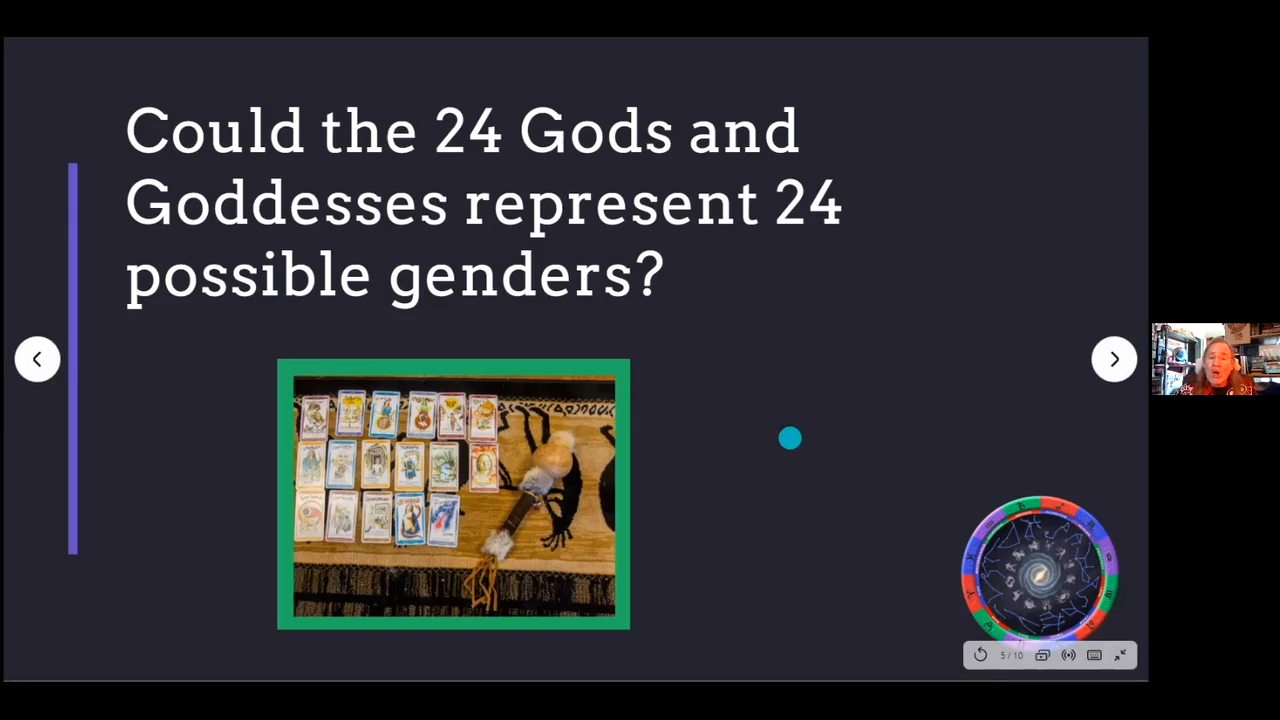 Could the 24 Gods and
Goddesses represent 24
possible genders?
5 / 10